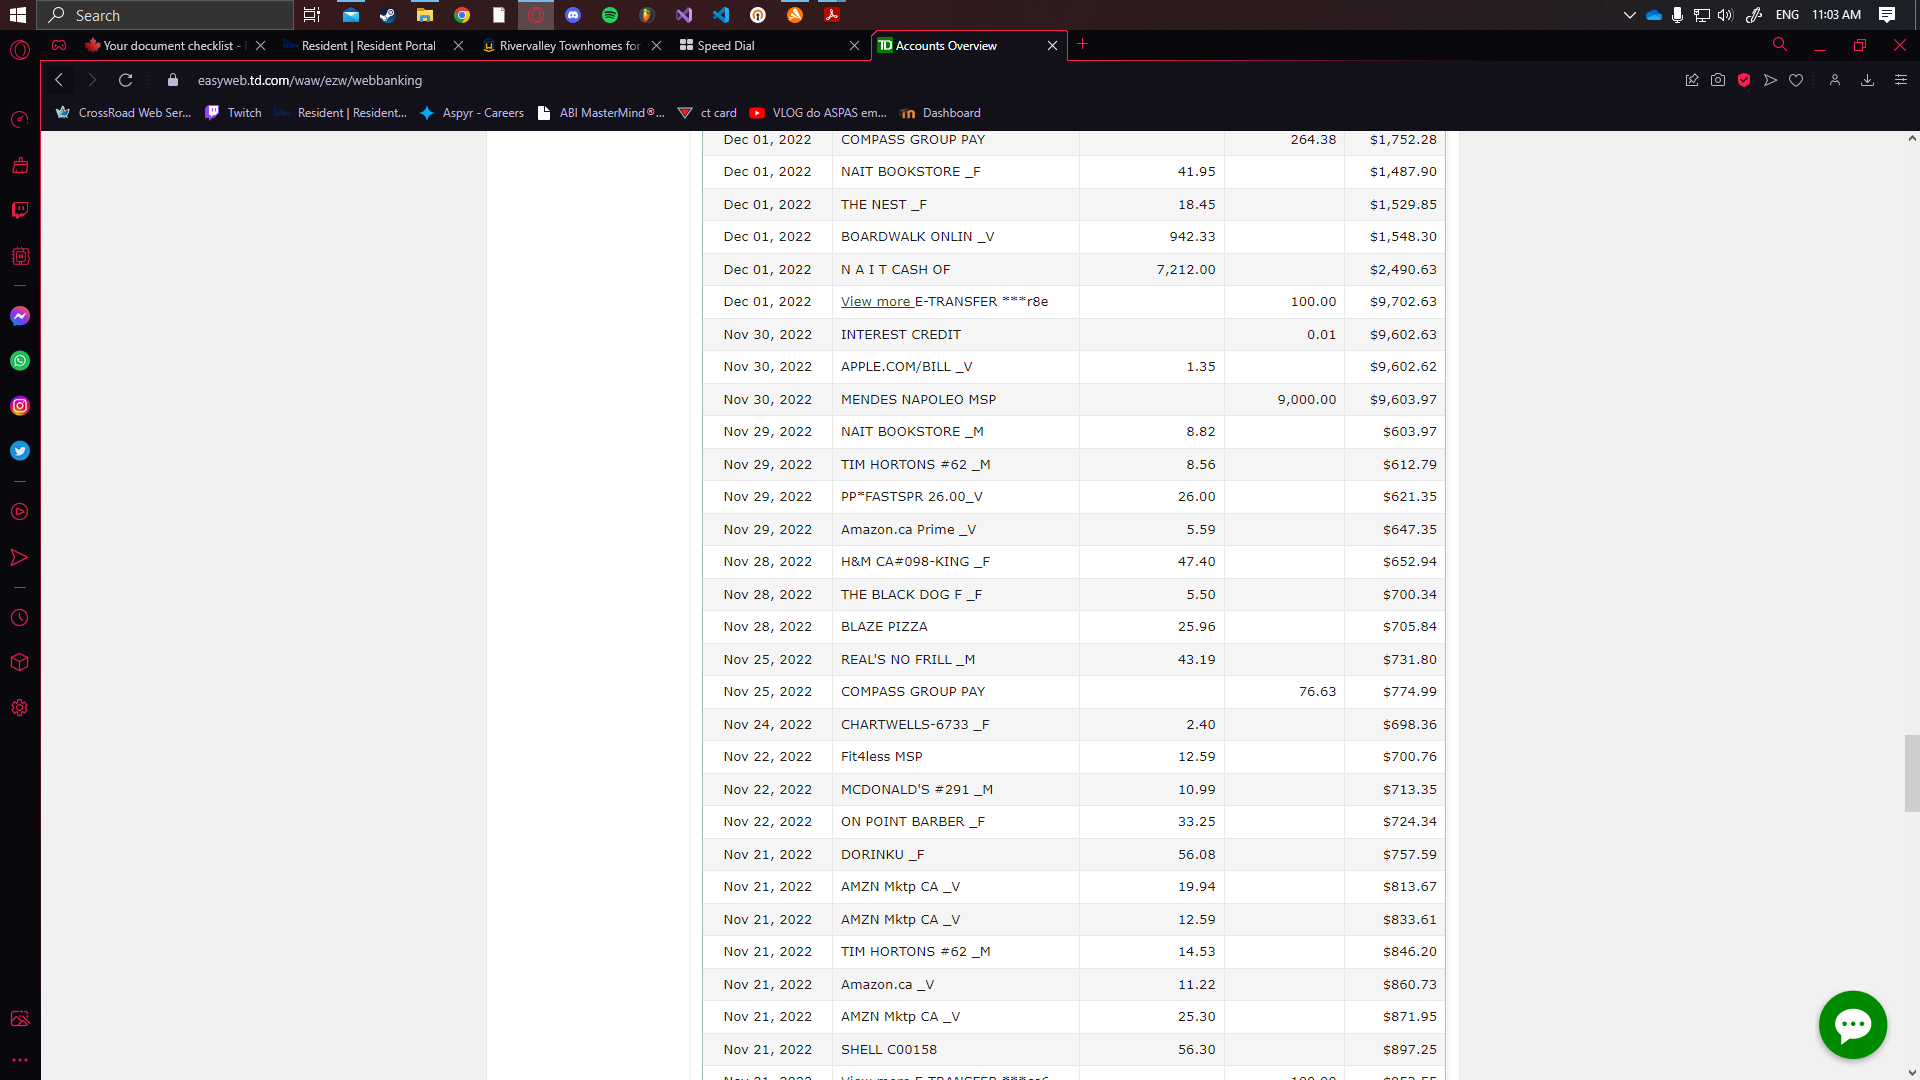 Search
ENG 11:03 AM
Your document checklist -
Resident | Resident Portal
Rivervalley Townhomes for
Speed Dial
TD Accounts Overview
easyweb.td.com/waw/ezw/webbanking
CrossRoad Web Ser...
Twitch
Resident | Resident...
Aspyr - Careers
ABI MasterMind®...
ct card
VLOG do ASPAS em...
Dashboard
Dec 01, 2022 COMPASS GROUP PAY 264.38 $1,752.28
Dec 01, 2022 NAIT BOOKSTORE _F 41.95 $1,487.90
Dec 01, 2022 THE NEST _F 18.45 $1,529.85
Dec 01, 2022 BOARDWALK ONLIN _V 942.33 $1,548.30
Dec 01, 2022 N A I T CASH OF 7,212.00 $2,490.63
Dec 01, 2022 View more E-TRANSFER ***r8e 100.00 $9,702.63
Nov 30, 2022 INTEREST CREDIT 0.01 $9,602.63
Nov 30, 2022 APPLE.COM/BILL _V 1.35 $9,602.62
Nov 30, 2022 MENDES NAPOLEO MSP 9,000.00 $9,603.97
Nov 29, 2022 NAIT BOOKSTORE _M 8.82 $603.97
Nov 29, 2022 TIM HORTONS #62 _M 8.56 $612.79
Nov 29, 2022 PP*FASTSPR 26.00_V 26.00 $621.35
Nov 29, 2022 Amazon.ca Prime _V 5.59 $647.35
Nov 28, 2022 H&M CA#098-KING _F 47.40 $652.94
Nov 28, 2022 THE BLACK DOG F _F 5.50 $700.34
Nov 28, 2022 BLAZE PIZZA 25.96 $705.84
Nov 25, 2022 REAL'S NO FRILL _M 43.19 $731.80
Nov 25, 2022 COMPASS GROUP PAY 76.63 $774.99
Nov 24, 2022 CHARTWELLS-6733 _F 2.40 $698.36
Nov 22, 2022 Fit4less MSP 12.59 $700.76
Nov 22, 2022 MCDONALD'S #291 _M 10.99 $713.35
Nov 22, 2022 ON POINT BARBER _F 33.25 $724.34
Nov 21, 2022 DORINKU _F 56.08 $757.59
Nov 21, 2022 AMZN Mktp CA _V 19.94 $813.67
Nov 21, 2022 AMZN Mktp CA _V 12.59 $833.61
Nov 21, 2022 TIM HORTONS #62 _M 14.53 $846.20
Nov 21, 2022 Amazon.ca _V 11.22 $860.73
Nov 21, 2022 AMZN Mktp CA _V 25.30 $871.95
Nov 21, 2022 SHELL C00158 56.30 $897.25